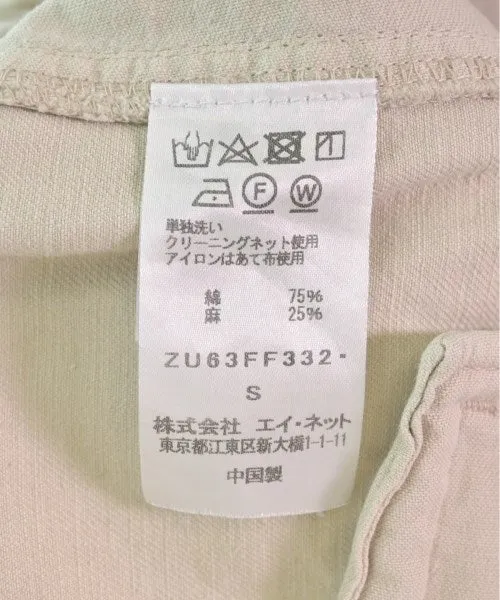 F W
単独洗い
クリーニングネット使用
アイロンはあて布使用
綿 75%
麻 25%
ZU63FF332-
S
株式会社 エイ・ネット
東京都江東区新大橋1-1-11
中国製